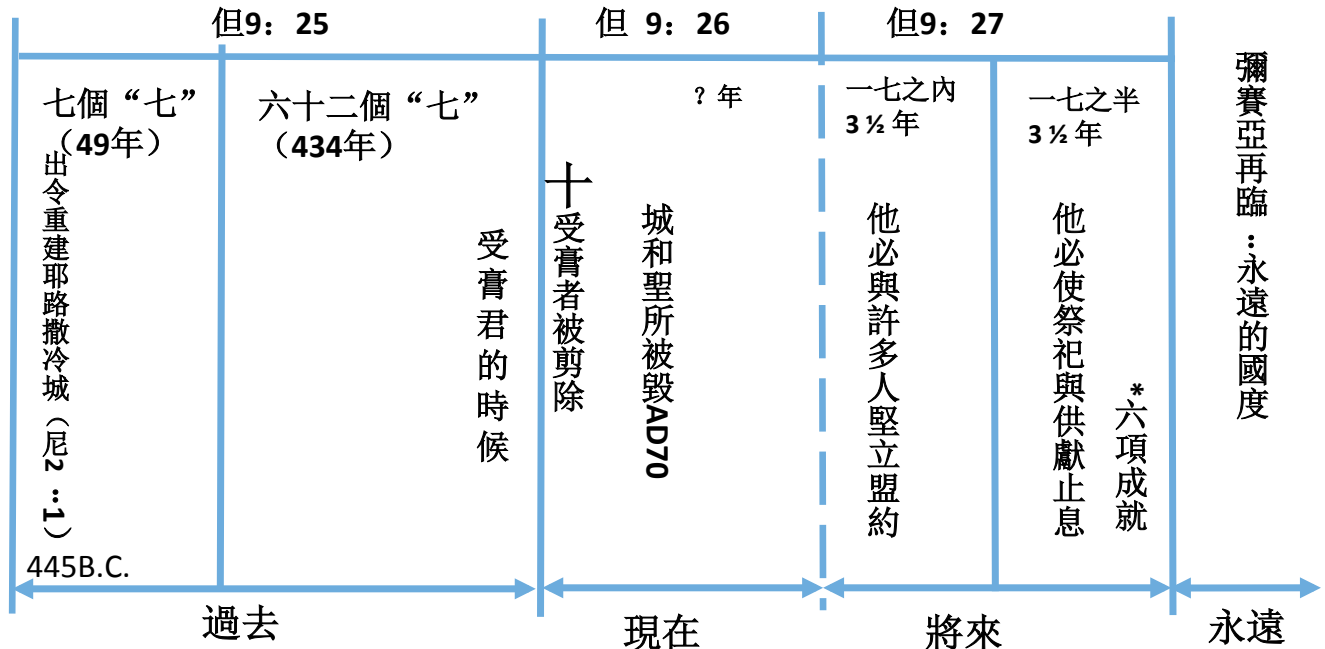 但9：25
但 9：26
但9：27
七個“七”
（49年）
六十二個“七”
（434年）
？年
一七之內
3 ½ 年
一七之半
3 ½ 年
出令重建耶路撒冷城（尼2：1）
445B.C.
受膏君的時候
十
受膏者被剪除
城和聖所被毀AD70
他必與許多人堅立盟約
他必使祭祀與供獻止息
*六項成就
彌賽亞再臨：永遠的國度
過去
現在
將來
永遠